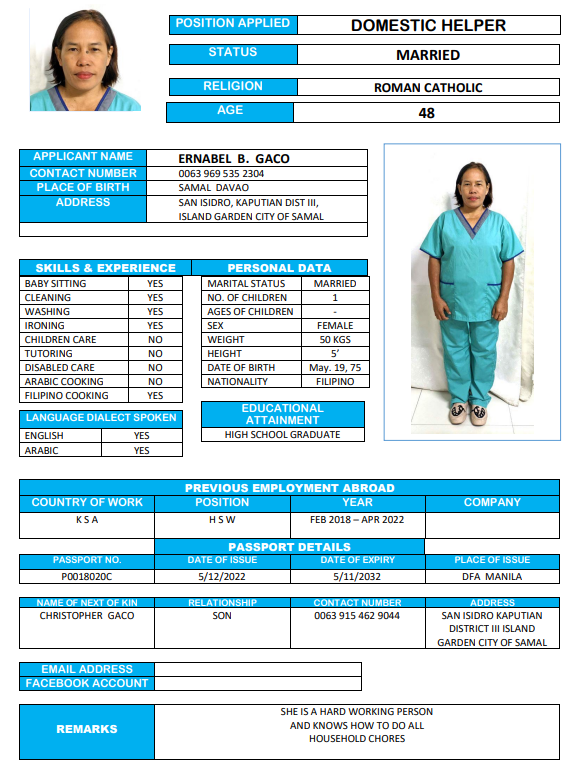 POSITION APPLIED DOMESTIC HELPER
STATUS MARRIED
RELIGION ROMAN CATHOLIC
AGE 48
APPLICANT NAME ERNABEL B. GACO
CONTACT NUMBER 0063 969 535 2304
PLACE OF BIRTH SAMAL DAVAO
ADDRESS SAN ISIDRO, KAPUTIAN DIST III,
ISLAND GARDEN CITY OF SAMAL
SKILLS & EXPERIENCE
BABY SITTING YES
CLEANING YES
WASHING YES
IRONING YES
CHILDREN CARE NO
TUTORING NO
DISABLED CARE NO
ARABIC COOKING NO
FILIPINO COOKING YES
LANGUAGE DIALECT SPOKEN
ENGLISH YES
ARABIC YES
PERSONAL DATA
MARITAL STATUS MARRIED
NO. OF CHILDREN 1
AGES OF CHILDREN -
SEX FEMALE
WEIGHT 50 KGS
HEIGHT 5’
DATE OF BIRTH May. 19, 75
NATIONALITY FILIPINO
EDUCATIONAL
ATTAINMENT
HIGH SCHOOL GRADUATE
PREVIOUS EMPLOYMENT ABROAD
COUNTRY OF WORK POSITION YEAR COMPANY
K S A H S W FEB 2018 – APR 2022
PASSPORT DETAILS
PASSPORT NO. DATE OF ISSUE DATE OF EXPIRY PLACE OF ISSUE
P0018020C 5/12/2022 5/11/2032 DFA MANILA
NAME OF NEXT OF KIN RELATIONSHIP CONTACT NUMBER ADDRESS
CHRISTOPHER GACO SON 0063 915 462 9044 SAN ISIDRO KAPUTIAN
DISTRICT III ISLAND
GARDEN CITY OF SAMAL
EMAIL ADDRESS
FACEBOOK ACCOUNT
REMARKS
SHE IS A HARD WORKING PERSON
AND KNOWS HOW TO DO ALL
HOUSEHOLD CHORES